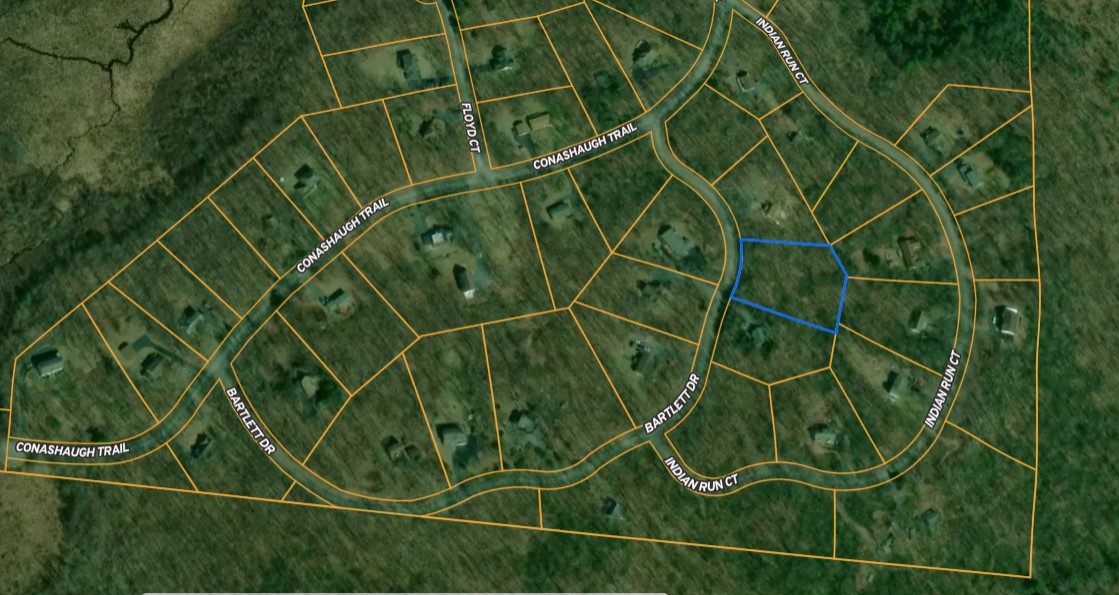 INDIAN RUN CT
FLOYD CT
CONASHAUGH TRAIL
CONASHAUGH TRAIL
INDIAN RUN CT
BARTLETT DR
BARTLETT DR
CONASHAUGH TRAIL
INDIAN RUN CT